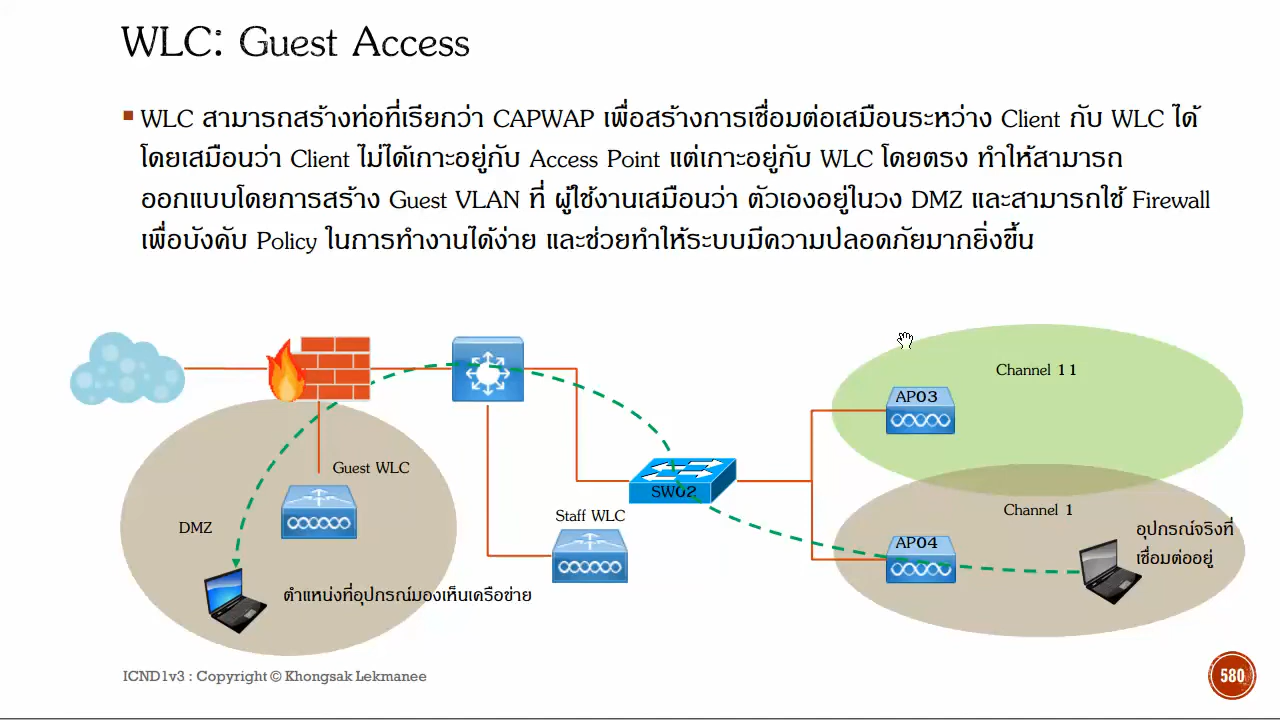 WLC: Guest Access
WLC สามารถสร้างท่อที่เรียกว่า CAPWAP เพื่อสร้างการเชื่อมต่อเสมือนระหว่าง Client กับ WLC ได้
โดยเสมือนว่า Client ไม่ได้เกาะอยู่กับ Access Point แต่เกาะอยู่กับ WLC โดยตรง ทำให้สามารถ
ออกแบบโดยการสร้าง Guest VLAN ที่ ผู้ใช้งานเสมือนว่า ตัวเองอยู่ในวง DMZ และสามารถใช้ Firewall
เพื่อบังคับ Policy ในการทำงานได้ง่าย และช่วยทำให้ระบบมีความปลอดภัยมากยิ่งขึ้น
Channel 11
AP03
Guest WLC
SW02
Channel 1
Staff WLC
DMZ
AP04
อุปกรณ์จริงที่
เชื่อมต่ออยู่
ตำแหน่งที่อุปกรณ์มองเห็นเครือข่าย
ICND1v3 : Copyright © Khongsak Lekmanee
580